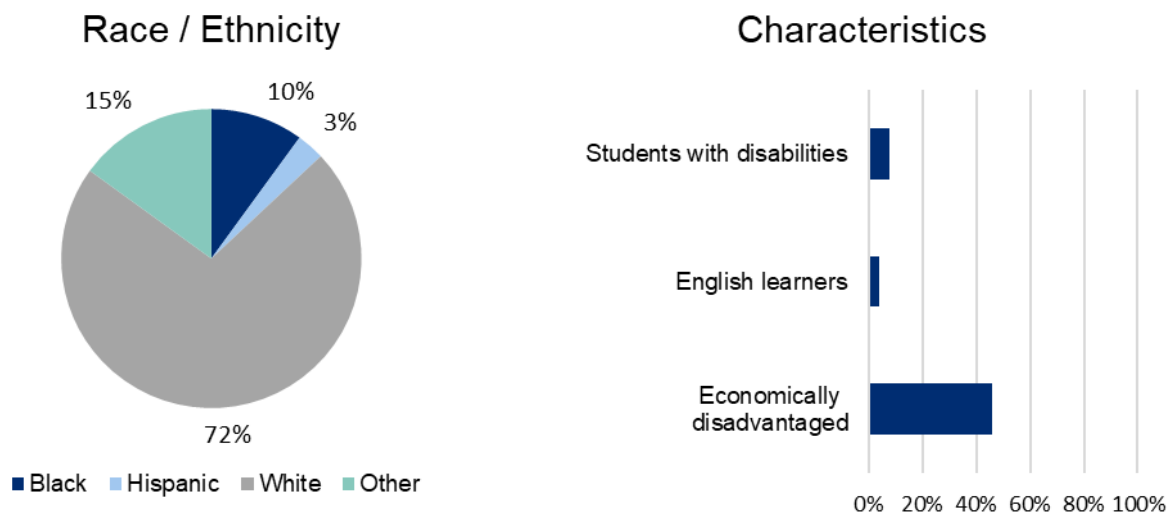 Race / Ethnicity
15%
10%
3%
72%
Black Hispanic White Other
Characteristics
Students with disabilities
English learners
Economically
disadvantaged
0% 20% 40% 60% 80% 100%